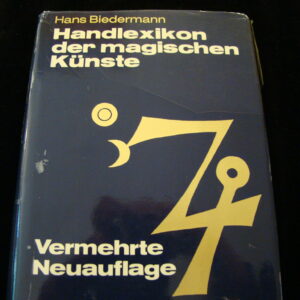 Hans Biedermann
Handlexikon
der magischen
Künste
Vermehrte
Neuauflage